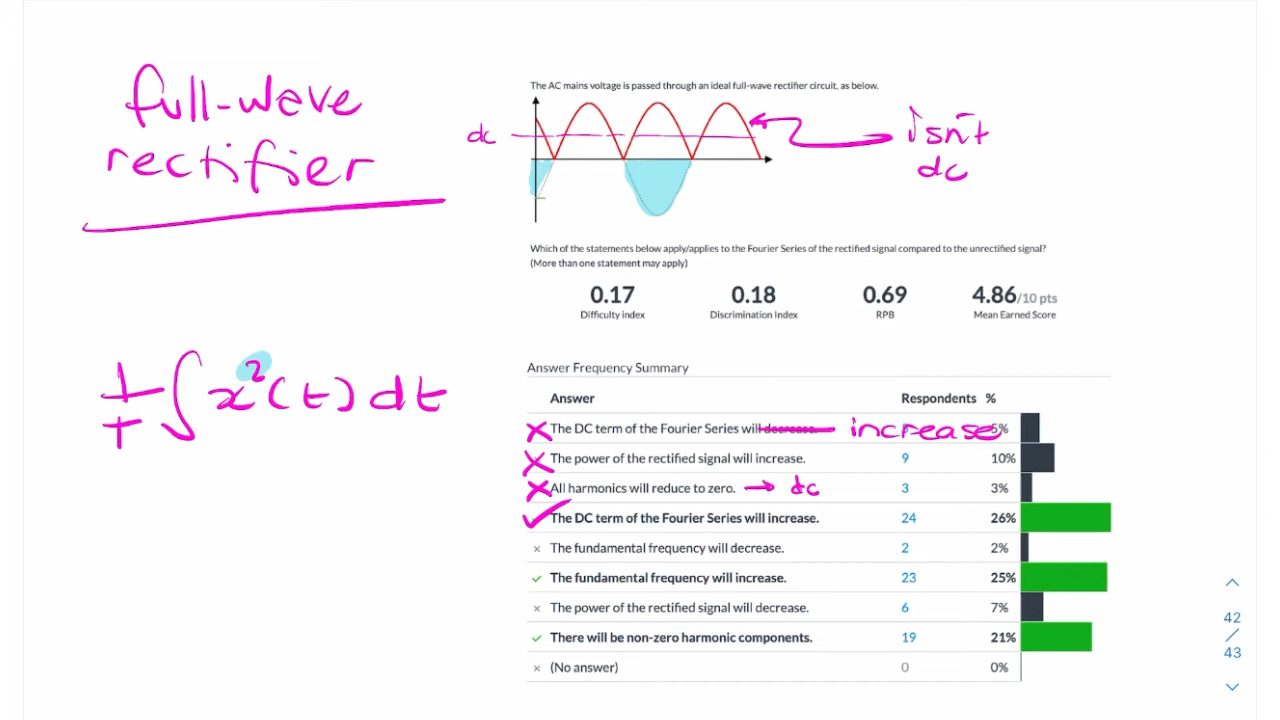 full-wave
rectifier
The AC mains voltage is passed through an ideal full-wave rectifier circuit, as below.
dc
isn't
dc
Which of the statements below apply/applies to the Fourier Series of the rectified signal compared to the unrectified signal?
(More than one statement may apply)
0.17 0.18 0.69 4.86/10 pts
Difficulty index Discrimination Index RPB Mean Earned Score
1/T ∫ x²(t) dt
Answer Frequency Summary
Answer Respondents %
The DC term of the Fourier Series will decrease. increase 5%
The power of the rectified signal will increase. 9 10%
All harmonics will reduce to zero. → dc 3 3%
The DC term of the Fourier Series will increase. 24 26%
The fundamental frequency will decrease. 2 2%
The fundamental frequency will increase. 23 25%
The power of the rectified signal will decrease. 6 7%
There will be non-zero harmonic components. 19 21%
(No answer) 0 0%
42
/
43